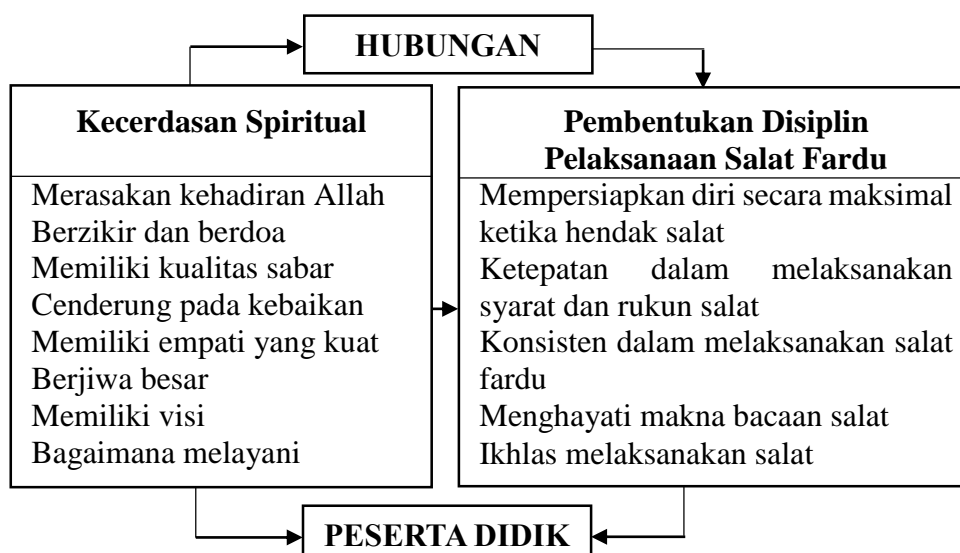 HUBUNGAN
Kecerdasan Spiritual
Merasakan kehadiran Allah
Berzikir dan berdoa
Memiliki kualitas sabar
Cenderung pada kebaikan
Memiliki empati yang kuat
Berjiwa besar
Memiliki visi
Bagaimana melayani
Pembentukan Disiplin
Pelaksanaan Salat Fardu
Mempersiapkan diri secara maksimal
ketika hendak salat
Ketepatan dalam melaksanakan
syarat dan rukun salat
Konsisten dalam melaksanakan salat
fardu
Menghayati makna bacaan salat
Ikhlas melaksanakan salat
PESERTA DIDIK